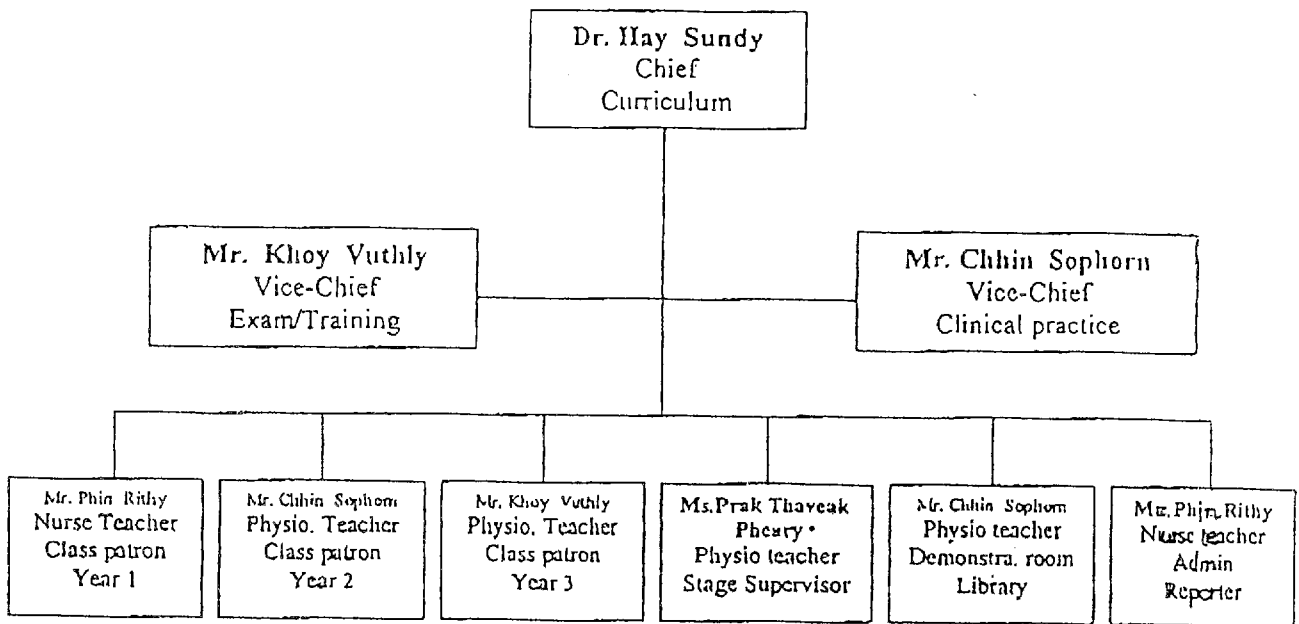 Dr. Hay Sundy
Chief
Curriculum
Mr. Khoy Vuthly
Vice-Chief
Exam/Training
Mr. Chhin Sophorn
Vice-Chief
Clinical practice
Mr. Phin Rithy
Nurse Teacher
Class patron
Year 1
Mr. Chhin Sophorn
Physio. Teacher
Class patron
Year 2
Mr. Khoy Vuthly
Physio. Teacher
Class patron
Year 3
Ms. Prak Thaveak
Pheary *
Physio teacher
Stage Supervisor
Mr. Chhin Sophorn
Physio teacher
Demonstra. room
Library
Mr. Phin Rithy
Nurse teacher
Admin
Reporter